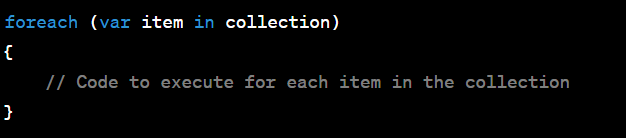 foreach (var item in collection)
{
    // Code to execute for each item in the collection
}